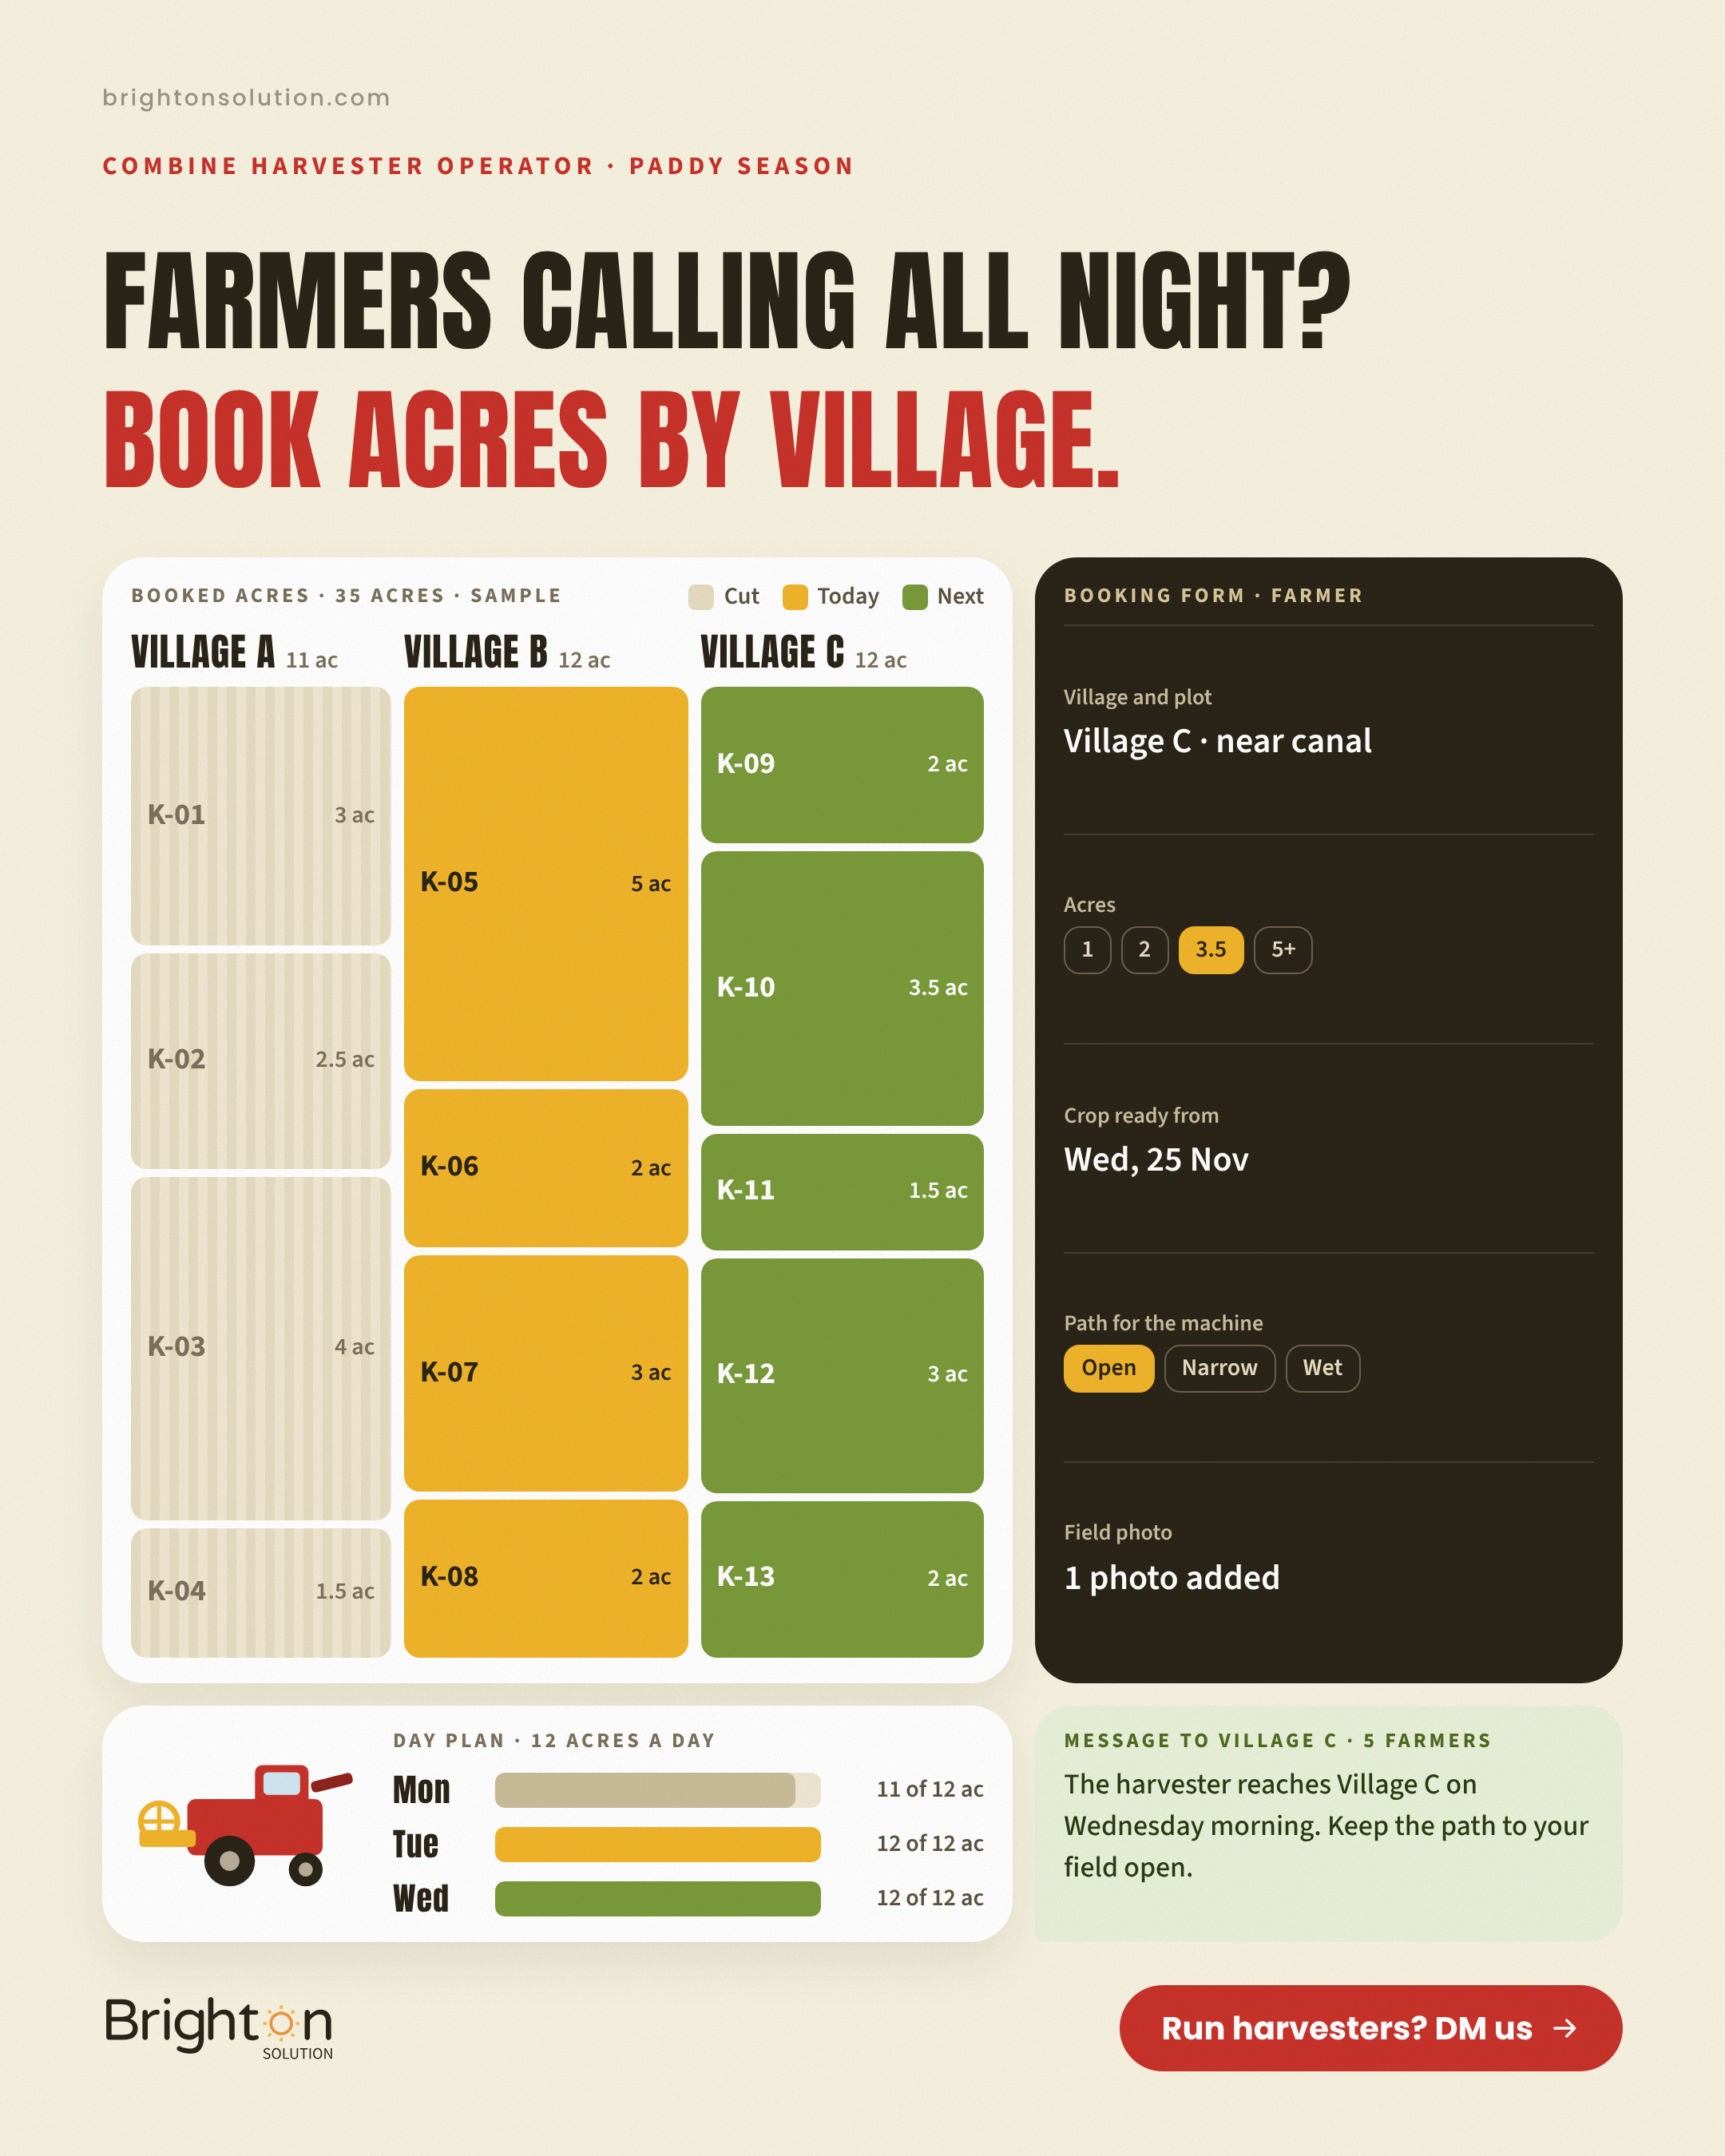 brightonsolution.com
COMBINE HARVESTER OPERATOR · PADDY SEASON
FARMERS CALLING ALL NIGHT?
BOOK ACRES BY VILLAGE.
BOOKED ACRES · 35 ACRES · SAMPLE
Cut Today Next
VILLAGE A 11 ac
K-01 3 ac
K-02 2.5 ac
K-03 4 ac
K-04 1.5 ac
VILLAGE B 12 ac
K-05 5 ac
K-06 2 ac
K-07 3 ac
K-08 2 ac
VILLAGE C 12 ac
K-09 2 ac
K-10 3.5 ac
K-11 1.5 ac
K-12 3 ac
K-13 2 ac
BOOKING FORM · FARMER
Village and plot
Village C · near canal
Acres
1 2 3.5 5+
Crop ready from
Wed, 25 Nov
Path for the machine
Open Narrow Wet
Field photo
1 photo added
DAY PLAN · 12 ACRES A DAY
Mon 11 of 12 ac
Tue 12 of 12 ac
Wed 12 of 12 ac
MESSAGE TO VILLAGE C · 5 FARMERS
The harvester reaches Village C on
Wednesday morning. Keep the path to your
field open.
Brighton
SOLUTION
Run harvesters? DM us →